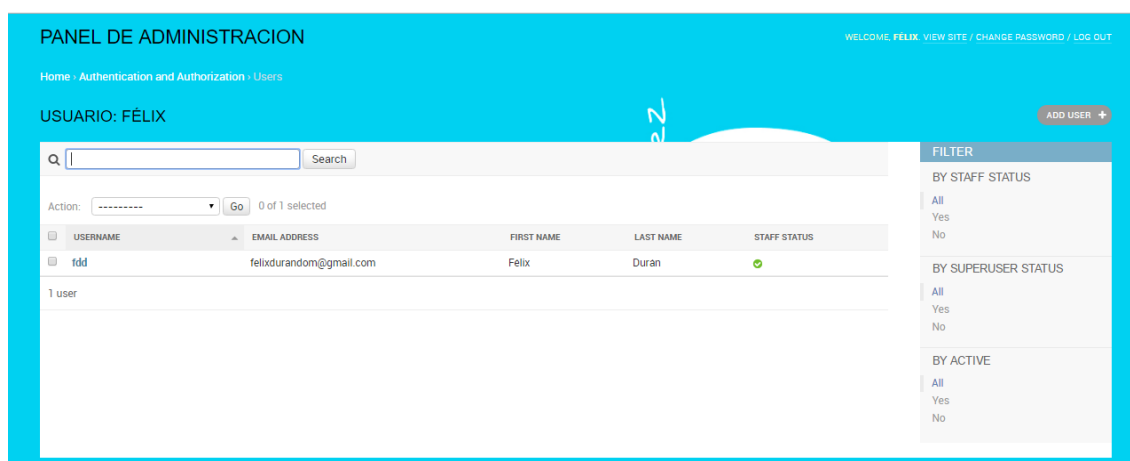 PANEL DE ADMINISTRACION
WELCOME, FÉLIX. VIEW SITE / CHANGE PASSWORD / LOG OUT
Home › Authentication and Authorization › Users
USUARIO: FÉLIX
ez
ADD USER +
Search
Action: --------- Go 0 of 1 selected
USERNAME EMAIL ADDRESS FIRST NAME LAST NAME STAFF STATUS
fdd felixdurandom@gmail.com Félix Durán
1 user
FILTER
BY STAFF STATUS
All
Yes
No
BY SUPERUSER STATUS
All
Yes
No
BY ACTIVE
All
Yes
No